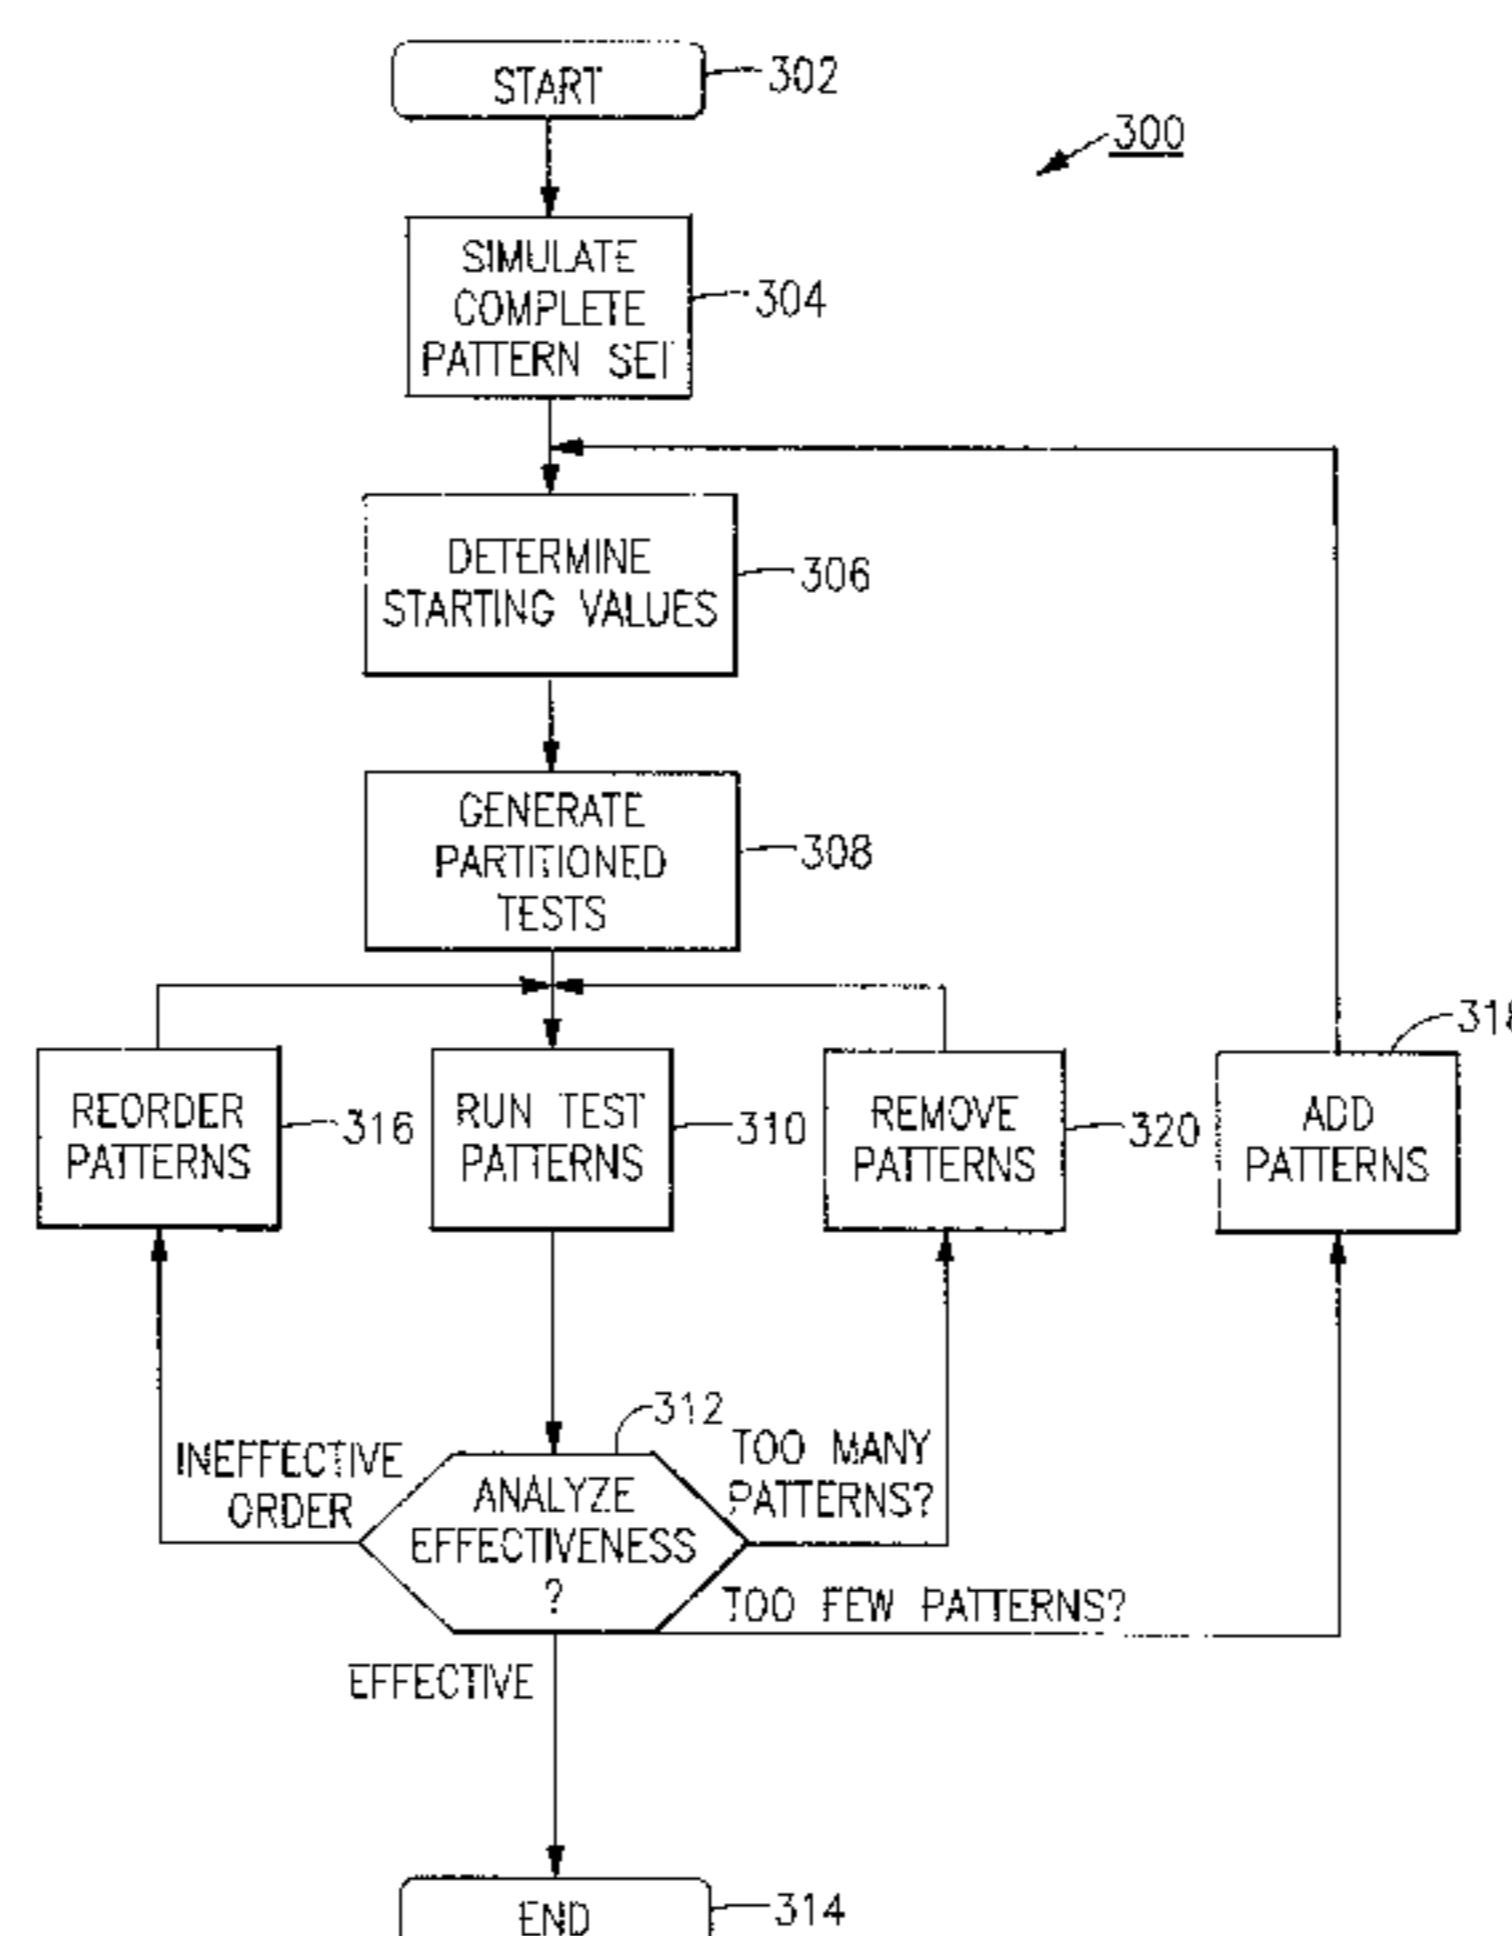 START
302
300
SIMULATE
COMPLETE
PATTERN SET
304
DETERMINE
STARTING VALUES
306
GENERATE
PARTITIONED
TESTS
308
REORDER
PATTERNS
316
RUN TEST
PATTERNS
310
REMOVE
PATTERNS
320
ADD
PATTERNS
318
INEFFECTIVE
ORDER
312
ANALYZE
EFFECTIVENESS
?
TOO MANY
PATTERNS?
TOO FEW PATTERNS?
EFFECTIVE
END
314